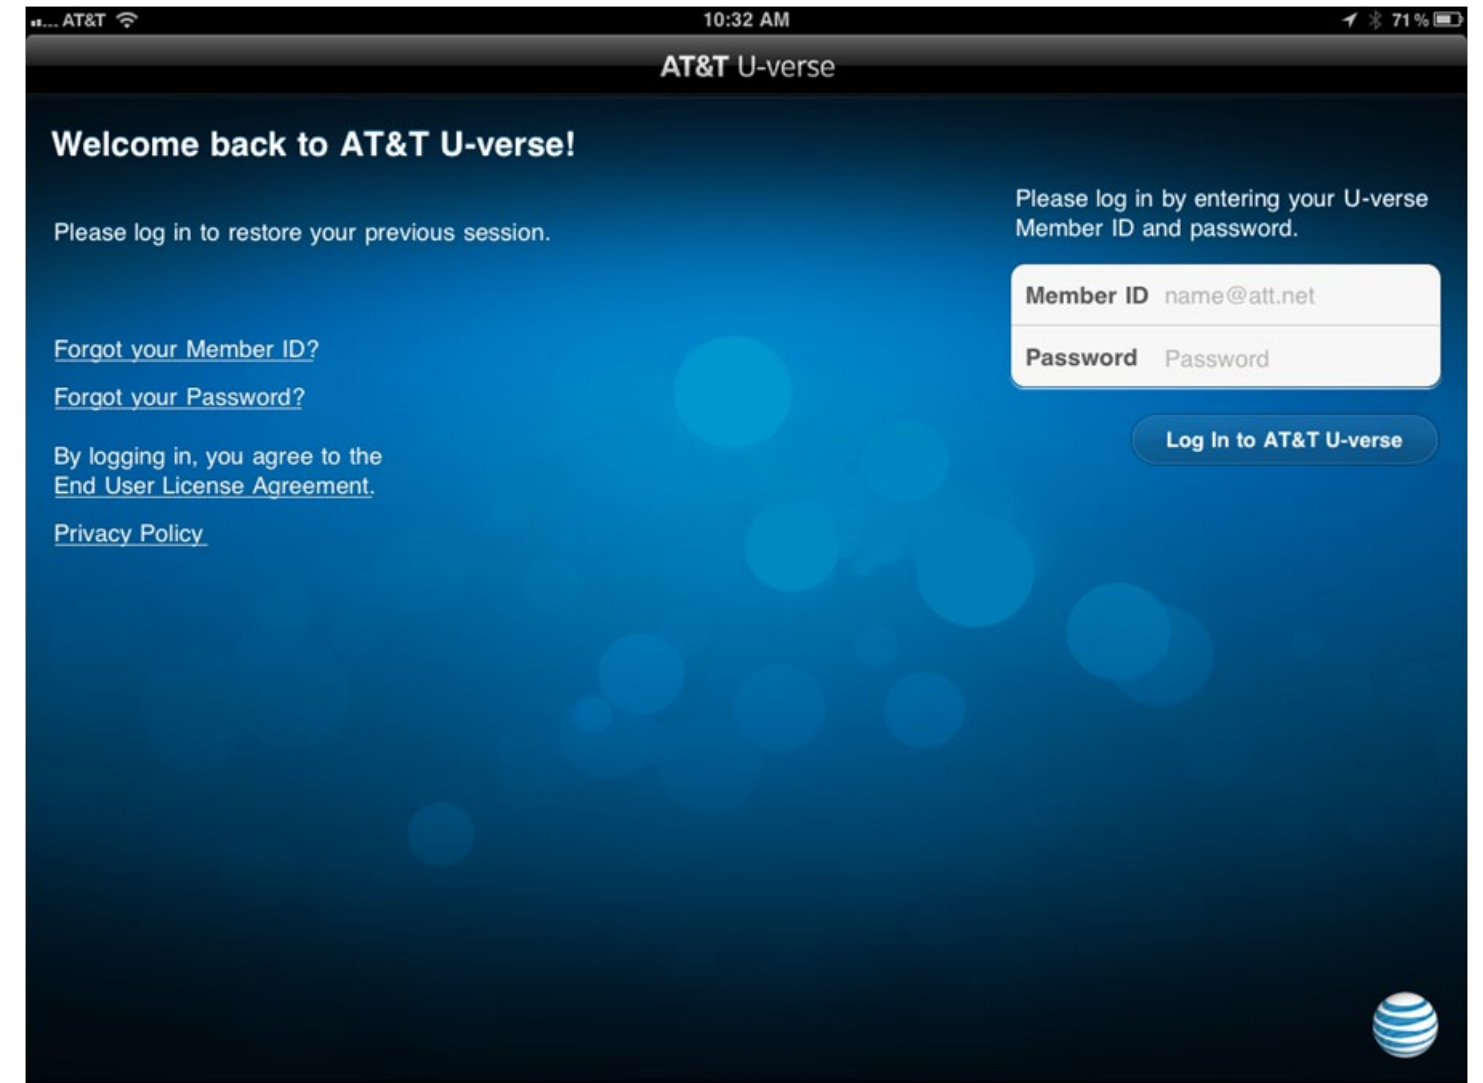 AT&T
10:32 AM
71%
AT&T U-verse
Welcome back to AT&T U-verse!
Please log in to restore your previous session.
Forgot your Member ID?
Forgot your Password?
By logging in, you agree to the
End User License Agreement.
Privacy Policy
Please log in by entering your U-verse
Member ID and password.
Member ID name@att.net
Password Password
Log In to AT&T U-verse